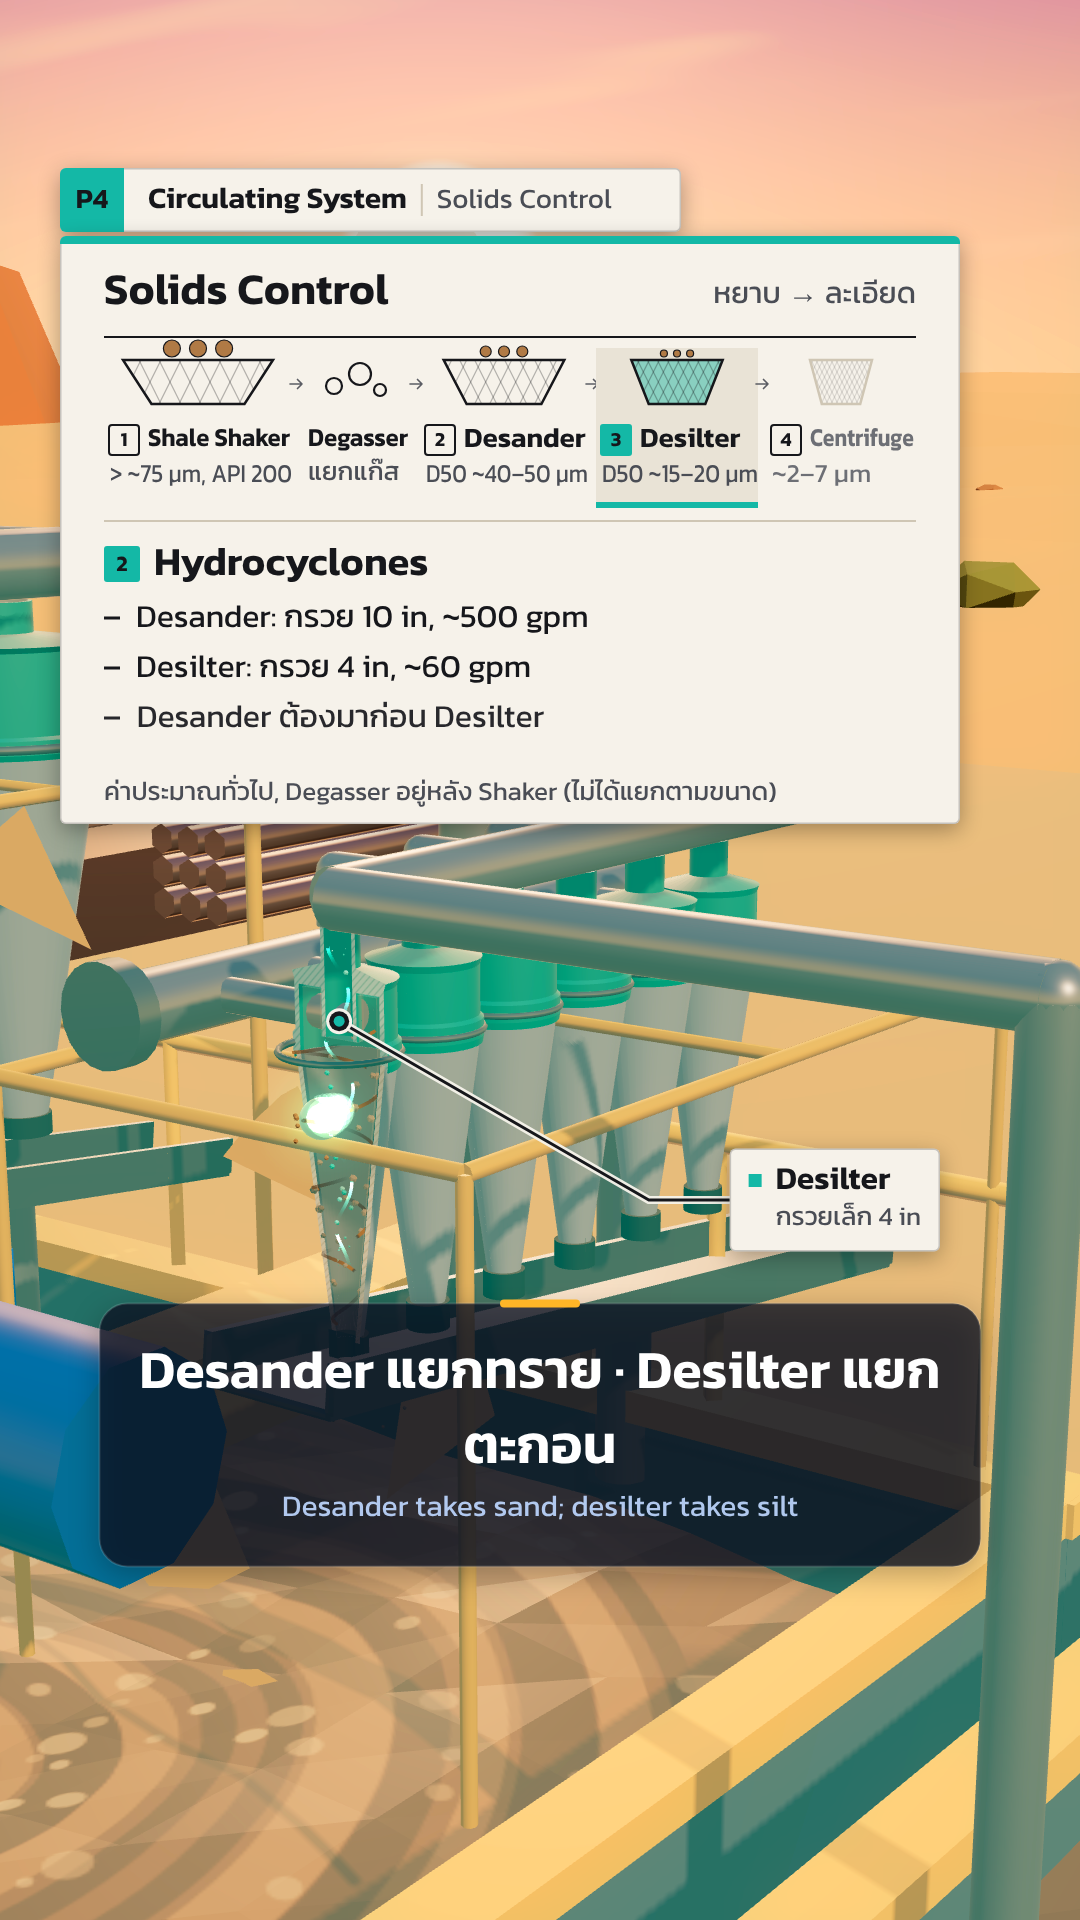 P4 Circulating System | Solids Control
Solids Control
หยาบ → ละเอียด
→ → → →
1 Shale Shaker Degasser 2 Desander 3 Desilter 4 Centrifuge
> ~75 µm, API 200 แยกแก๊ส D50 ~40–50 µm D50 ~15–20 µm ~2–7 µm
2 Hydrocyclones
– Desander: กรวย 10 in, ~500 gpm
– Desilter: กรวย 4 in, ~60 gpm
– Desander ต้องมาก่อน Desilter
ค่าประมาณทั่วไป, Degasser อยู่หลัง Shaker (ไม่ได้แยกตามขนาด)
Desilter
กรวยเล็ก 4 in
Desander แยกทราย · Desilter แยก
ตะกอน
Desander takes sand; desilter takes silt